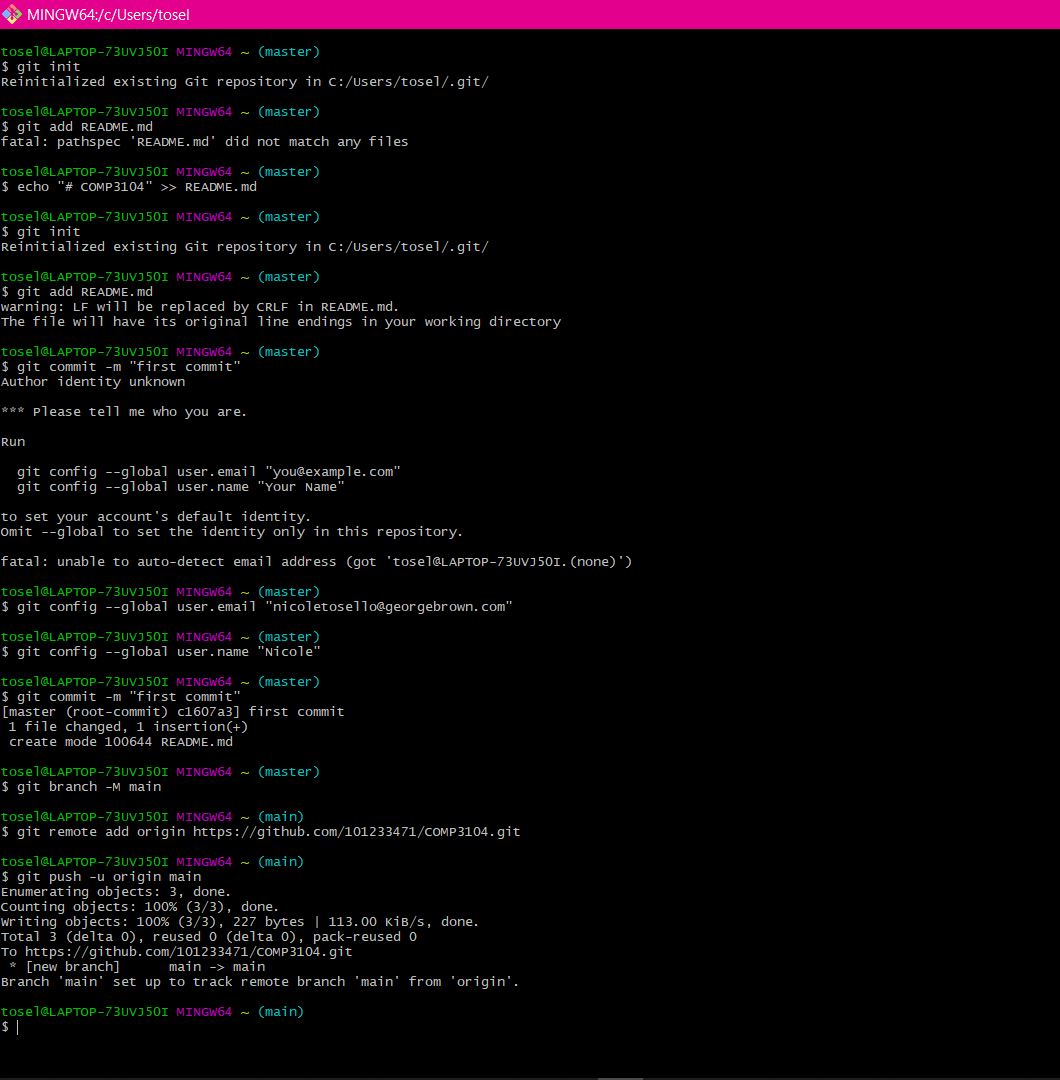 MINGW64:/c/Users/tosel
tosel@LAPTOP-73UVJ5OI MINGW64 ~ (master)
$ git init
Reinitialized existing Git repository in C:/Users/tosel/.git/
tosel@LAPTOP-73UVJ5OI MINGW64 ~ (master)
$ git add README.md
fatal: pathspec 'README.md' did not match any files
tosel@LAPTOP-73UVJ5OI MINGW64 ~ (master)
$ echo "# COMP3104" >> README.md
tosel@LAPTOP-73UVJ5OI MINGW64 ~ (master)
$ git init
Reinitialized existing Git repository in C:/Users/tosel/.git/
tosel@LAPTOP-73UVJ5OI MINGW64 ~ (master)
$ git add README.md
warning: LF will be replaced by CRLF in README.md.
The file will have its original line endings in your working directory
tosel@LAPTOP-73UVJ5OI MINGW64 ~ (master)
$ git commit -m "first commit"
Author identity unknown
*** Please tell me who you are.
Run
  git config --global user.email "you@example.com"
  git config --global user.name "Your Name"
to set your account's default identity.
Omit --global to set the identity only in this repository.
fatal: unable to auto-detect email address (got 'tosel@LAPTOP-73UVJ5OI.(none)')
tosel@LAPTOP-73UVJ5OI MINGW64 ~ (master)
$ git config --global user.email "nicoletosello@georgebrown.com"
tosel@LAPTOP-73UVJ5OI MINGW64 ~ (master)
$ git config --global user.name "Nicole"
tosel@LAPTOP-73UVJ5OI MINGW64 ~ (master)
$ git commit -m "first commit"
[master (root-commit) c1607a3] first commit
 1 file changed, 1 insertion(+)
 create mode 100644 README.md
tosel@LAPTOP-73UVJ5OI MINGW64 ~ (master)
$ git branch -M main
tosel@LAPTOP-73UVJ5OI MINGW64 ~ (main)
$ git remote add origin https://github.com/101233471/COMP3104.git
tosel@LAPTOP-73UVJ5OI MINGW64 ~ (main)
$ git push -u origin main
Enumerating objects: 3, done.
Counting objects: 100% (3/3), done.
Writing objects: 100% (3/3), 227 bytes | 113.00 KiB/s, done.
Total 3 (delta 0), reused 0 (delta 0), pack-reused 0
To https://github.com/101233471/COMP3104.git
 * [new branch]      main -> main
Branch 'main' set up to track remote branch 'main' from 'origin'.
tosel@LAPTOP-73UVJ5OI MINGW64 ~ (main)
$